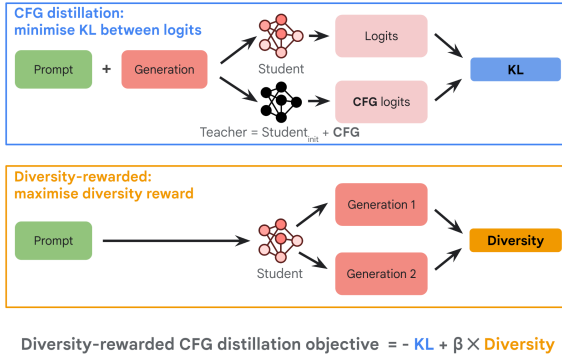 CFG distillation:
minimise KL between logits
Prompt
+
Generation
Student
Logits
KL
CFG logits
Teacher = Student_init + CFG
Diversity-rewarded:
maximise diversity reward
Prompt
Student
Generation 1
Generation 2
Diversity
Diversity-rewarded CFG distillation objective = - KL + β × Diversity